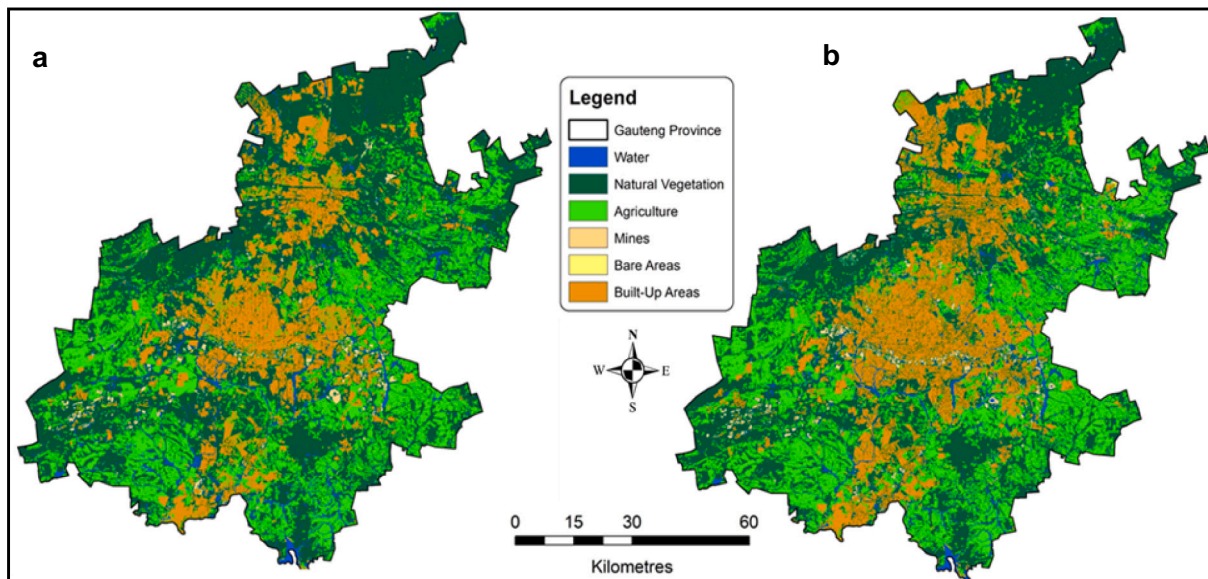 a
b
Legend
Gauteng Province
Water
Natural Vegetation
Agriculture
Mines
Bare Areas
Built-Up Areas
N
W E
S
0 15 30 60
Kilometres